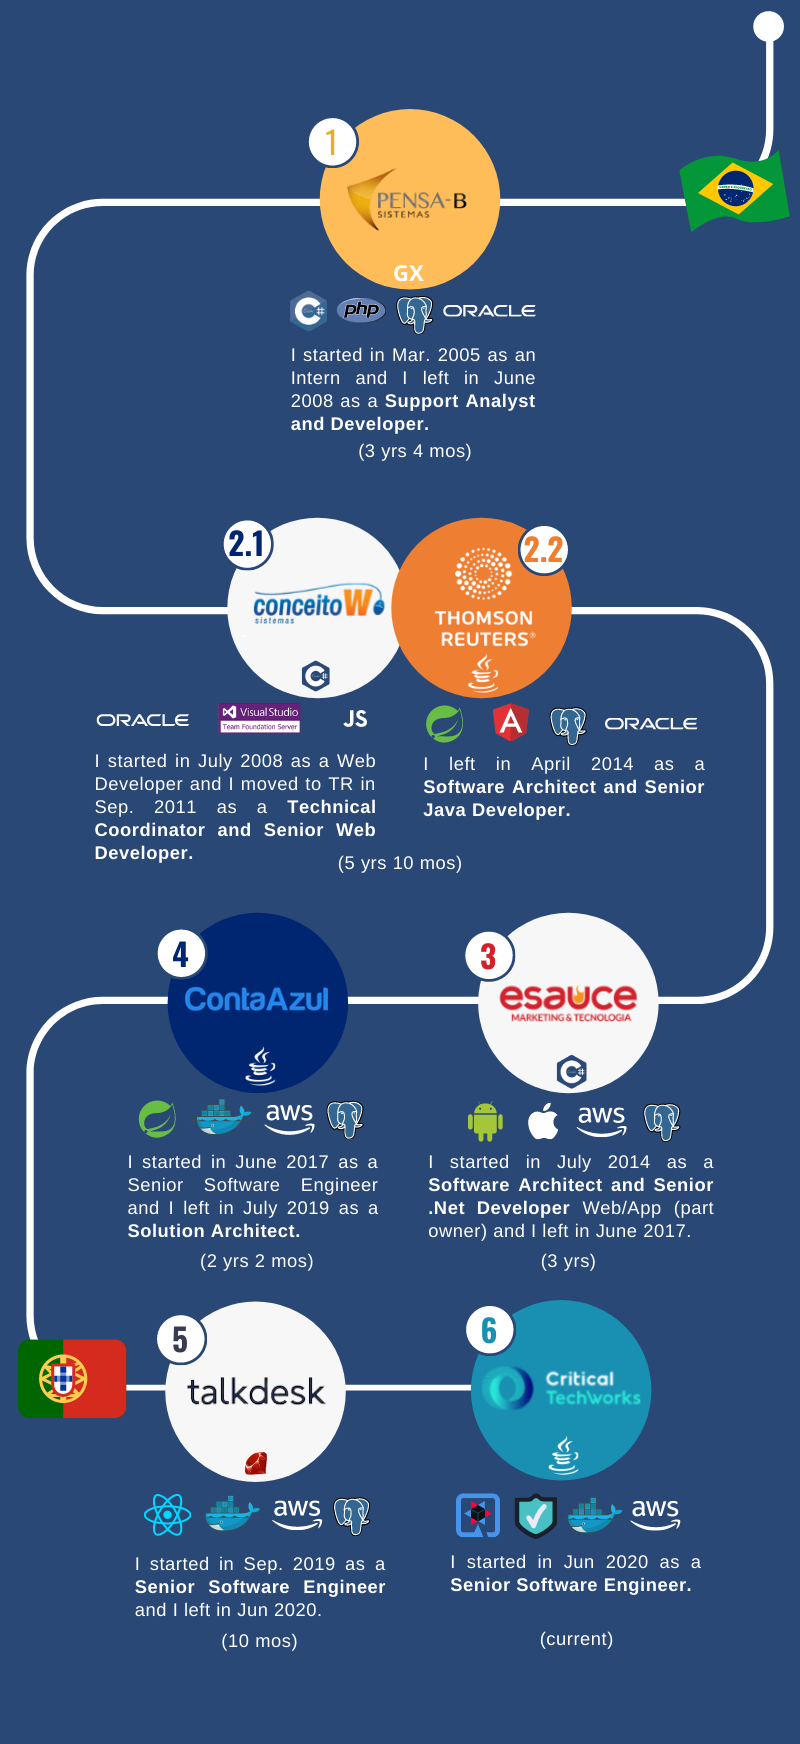 1
PENSA-B
SISTEMAS
GX
C#
php
ORACLE
I started in Mar. 2005 as an
Intern and I left in June
2008 as a Support Analyst
and Developer.
(3 yrs 4 mos)
2.1
conceitoW
sistemas
C#
2.2
THOMSON
REUTERS®
ORACLE
Visual Studio
Team Foundation Server
JS
A
ORACLE
I started in July 2008 as a Web
Developer and I moved to TR in
Sep. 2011 as a Technical
Coordinator and Senior Web
Developer.
I left in April 2014 as a
Software Architect and Senior
Java Developer.
(5 yrs 10 mos)
3
esauce
MARKETING & TECNOLOGIA
C#
aws
I started in July 2014 as a
Software Architect and Senior
.Net Developer Web/App (part
owner) and I left in June 2017.
(3 yrs)
4
ContaAzul
aws
I started in June 2017 as a
Senior Software Engineer
and I left in July 2019 as a
Solution Architect.
(2 yrs 2 mos)
5
talkdesk
aws
I started in Sep. 2019 as a
Senior Software Engineer
and I left in Jun 2020.
(10 mos)
6
Critical
TechWorks
aws
I started in Jun 2020 as a
Senior Software Engineer.
(current)